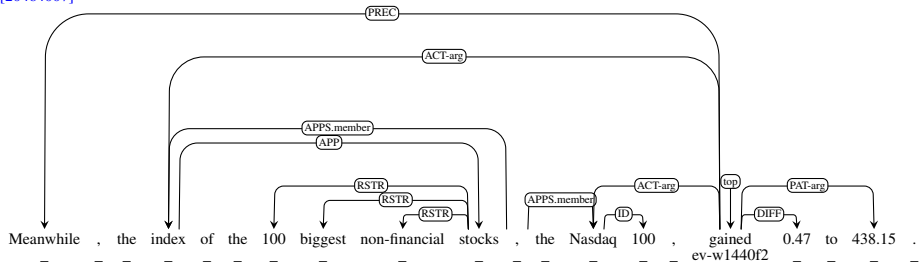 PREC
ACT-arg
APPS.member
APP
RSTR
RSTR
RSTR
APPS.member
ACT-arg
ID
top
PAT-arg
DIFF
Meanwhile , the index of the 100 biggest non-financial stocks , the Nasdaq 100 , gained 0.47 to 438.15 .
_ _ _ _ _ _ _ _ _ _ _ _ _ _ _ ev-w1440f2 _ _ _ _